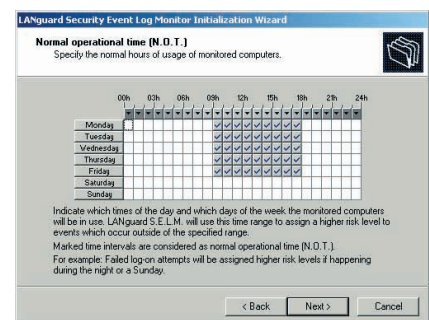 LANguard Security Event Log Monitor Initialization Wizard
Normal operational time (N.O.T.)
Specify the normal hours of usage of monitored computers.
00h 03h 06h 09h 12h 15h 18h 21h 24h
Monday
Tuesday
Wednesday
Thursday
Friday
Saturday
Sunday
Indicate which times of the day and which days of the week the monitored computers
will be in use. LANguard S.E.L.M. will use this time range to assign a higher risk level to
events which occur outside of the specified range.
Marked time intervals are considered as normal operational time (N.O.T.).
For example: Failed log-on attempts will be assigned higher risk levels if happening
during the night or a Sunday.
< Back Next > Cancel